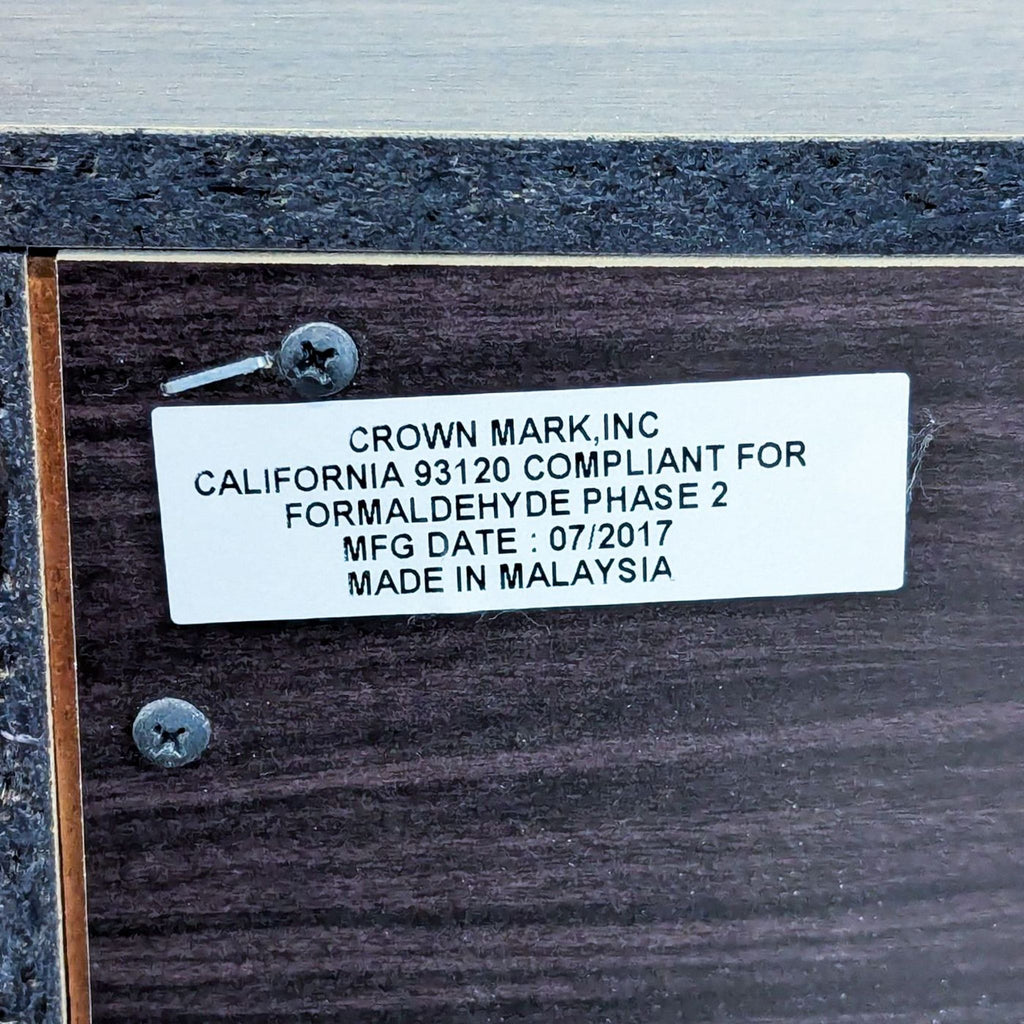 CROWN MARK,INC
CALIFORNIA 93120 COMPLIANT FOR
FORMALDEHYDE PHASE 2
MFG DATE : 07/2017
MADE IN MALAYSIA